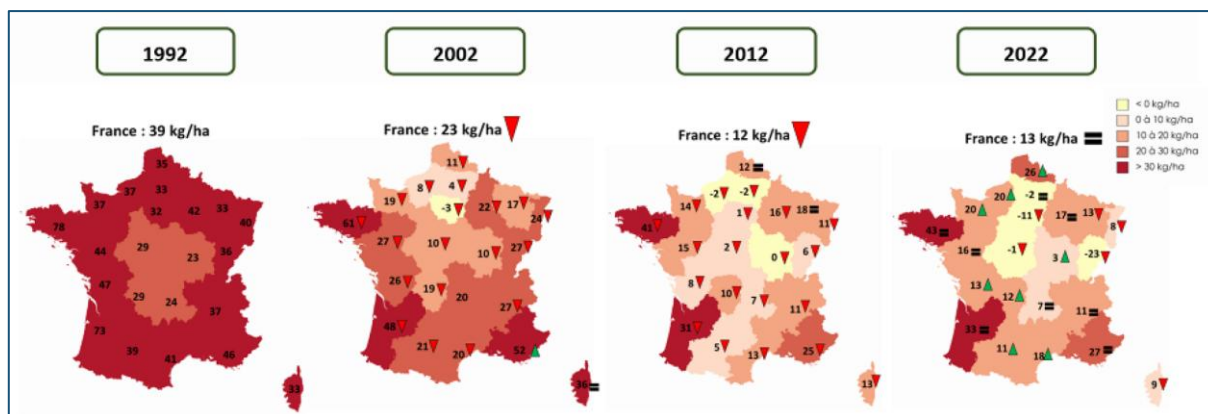 1992
2002
2012
2022
France : 39 kg/ha
France : 23 kg/ha
France : 12 kg/ha
France : 13 kg/ha
< 0 kg/ha
0 à 10 kg/ha
10 à 20 kg/ha
20 à 30 kg/ha
> 30 kg/ha
35
37 33
37 32 42 33 40
78
44 29 23 36
47
29 24 37
73
39 41 46
33
11
8 4
19 -3 22 17 24
61
27 10 10 27
26 19 20 27
48
21 20 52
36
12
-2 -2
14 1 16 18 11
41
15 2 0 6
8 10 7 11
31
5 13 25
13
26
20 -2
20 -11 17 13 8
43
16 -1 3 -23
13 12 7 11
33
11 18 27
9